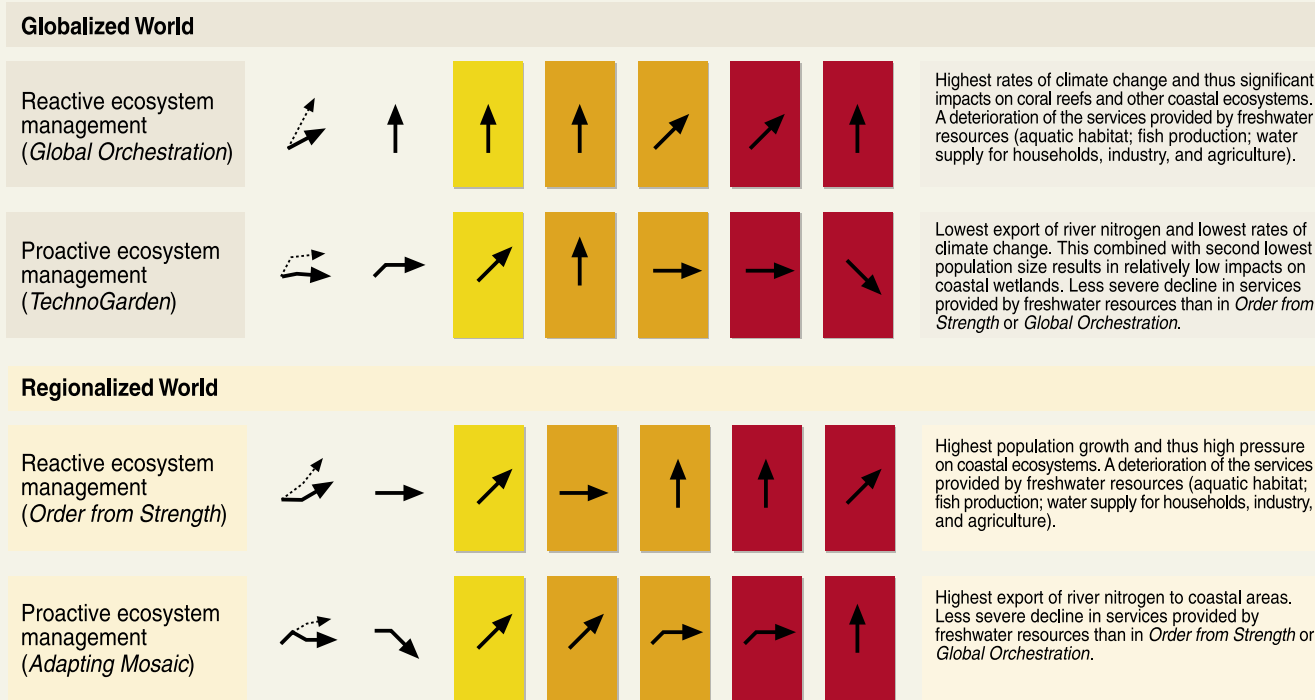 Globalized World
Reactive ecosystem
management
(Global Orchestration)
Highest rates of climate change and thus significant
impacts on coral reefs and other coastal ecosystems.
A deterioration of the services provided by freshwater
resources (aquatic habitat; fish production; water
supply for households, industry, and agriculture).
Proactive ecosystem
management
(TechnoGarden)
Lowest export of river nitrogen and lowest rates of
climate change. This combined with second lowest
population size results in relatively low impacts on
coastal wetlands. Less severe decline in services
provided by freshwater resources than in Order from
Strength or Global Orchestration.
Regionalized World
Reactive ecosystem
management
(Order from Strength)
Highest population growth and thus high pressure
on coastal ecosystems. A deterioration of the services
provided by freshwater resources (aquatic habitat;
fish production; water supply for households, industry,
and agriculture).
Proactive ecosystem
management
(Adapting Mosaic)
Highest export of river nitrogen to coastal areas.
Less severe decline in services provided by
freshwater resources than in Order from Strength or
Global Orchestration.